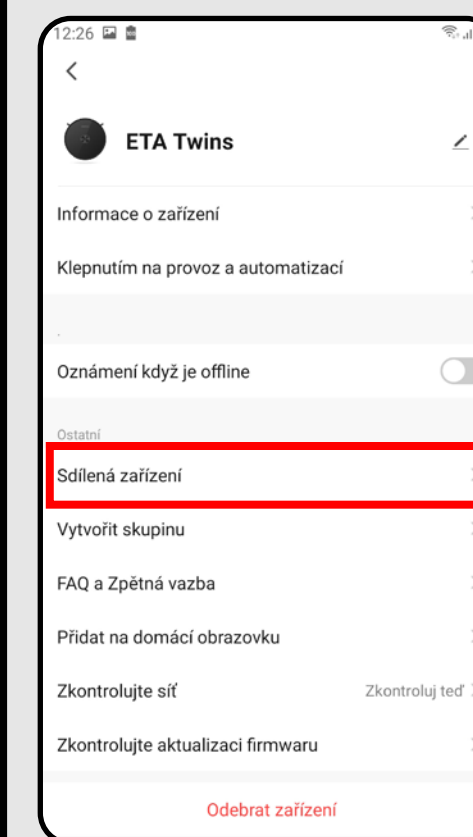 12:26
ETA Twins
Informace o zařízení
Klepnutím na provoz a automatizací
Oznámení když je offline
Ostatní
Sdílená zařízení
Vytvořit skupinu
FAQ a Zpětná vazba
Přidat na domácí obrazovku
Zkontrolujte síť Zkontroluj teď
Zkontrolujte aktualizaci firmwaru
Odebrat zařízení